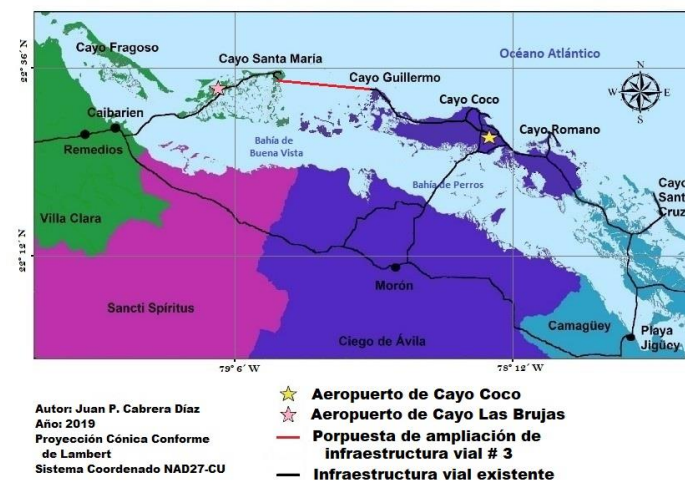 Cayo Fragoso
Cayo Santa María
Océano Atlántico
22° 36' N
Cayo Guillermo
N
W
E
S
Cayo Coco
Caibarien
Cayo Romano
Remedios
Bahía de
Buena Vista
Bahía de Perros
Cayo
Sant
Cruz
Villa Clara
22° 12' N
Morón
Sancti Spíritus
Ciego de Ávila
Camagüey
Playa
Jigüey
79° 6' W
78° 12' W
Autor: Juan P. Cabrera Díaz
Año: 2019
Proyección Cónica Conforme
de Lambert
Sistema Coordenado NAD27-CU
Aeropuerto de Cayo Coco
Aeropuerto de Cayo Las Brujas
Porpuesta de ampliación de
infraestructura vial # 3
Infraestructura vial existente